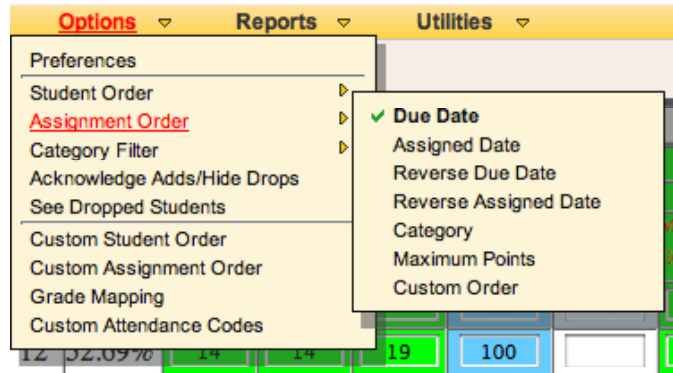 Options Reports Utilities
Preferences
Student Order
Assignment Order
Category Filter
Acknowledge Adds/Hide Drops
See Dropped Students
Custom Student Order
Custom Assignment Order
Grade Mapping
Custom Attendance Codes
Due Date
Assigned Date
Reverse Due Date
Reverse Assigned Date
Category
Maximum Points
Custom Order
12 52.69% 14 14 19 100